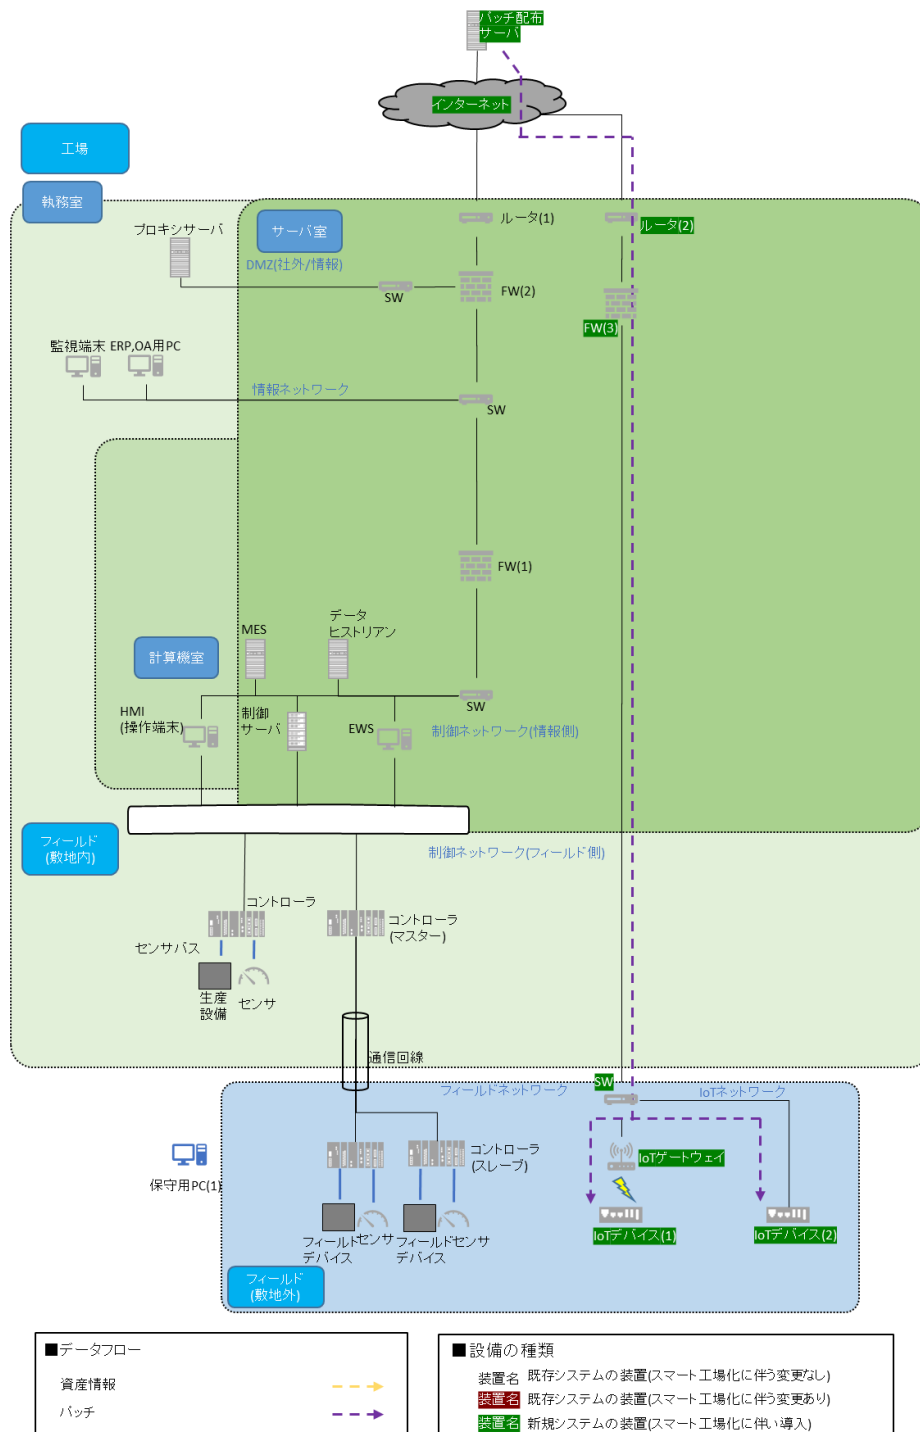 パッチ配布
サーバ
インターネット
工場
執務室
サーバ室
プロキシサーバ
DMZ(社外/情報)
ルータ(1)
ルータ(2)
SW
FW(2)
FW(3)
監視端末 ERP,OA用PC
情報ネットワーク
SW
FW(1)
データ
ヒストリアン
MES
計算機室
SW
HMI
(操作端末)
制御
サーバ
EWS
制御ネットワーク(情報側)
フィールド
(敷地内)
制御ネットワーク(フィールド側)
コントローラ
コントローラ
(マスター)
センサバス
生産
設備
センサ
通信回線
SW
フィールドネットワーク
IoTネットワーク
コントローラ
(スレーブ)
IoTゲートウェイ
保守用PC(1)
フィールド
デバイス
センサ
フィールド
デバイス
センサ
IoTデバイス(1)
IoTデバイス(2)
フィールド
(敷地外)
■データフロー
資産情報
パッチ
■設備の種類
装置名 既存システムの装置(スマート工場化に伴う変更なし)
装置名 既存システムの装置(スマート工場化に伴う変更あり)
装置名 新規システムの装置(スマート工場化に伴い導入)